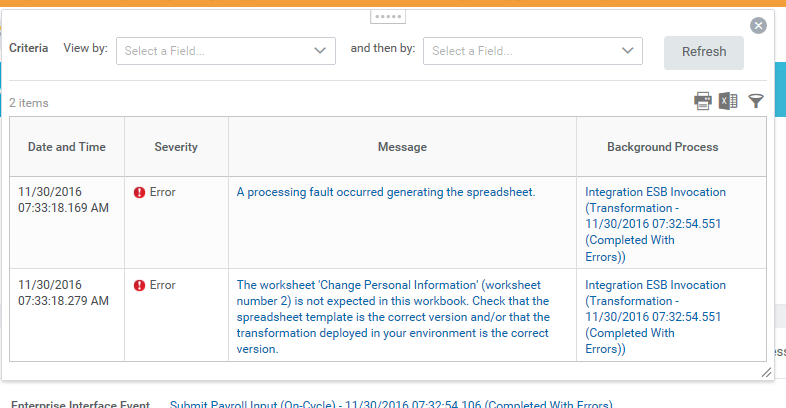 Criteria View by: Select a Field... and then by: Select a Field... Refresh
2 items
Date and Time Severity Message Background Process
11/30/2016
07:33:18.169 AM
Error
A processing fault occurred generating the spreadsheet.
Integration ESB Invocation
(Transformation -
11/30/2016 07:32:54.551
(Completed With
Errors))
11/30/2016
07:33:18.279 AM
Error
The worksheet 'Change Personal Information' (worksheet
number 2) is not expected in this workbook. Check that the
spreadsheet template is the correct version and/or that the
transformation deployed in your environment is the correct
version.
Integration ESB Invocation
(Transformation -
11/30/2016 07:32:54.551
(Completed With
Errors))
Enterprise Interface Event Submit Payroll Input (On-Cycle) - 11/30/2016 07:32:54.106 (Completed With Errors)